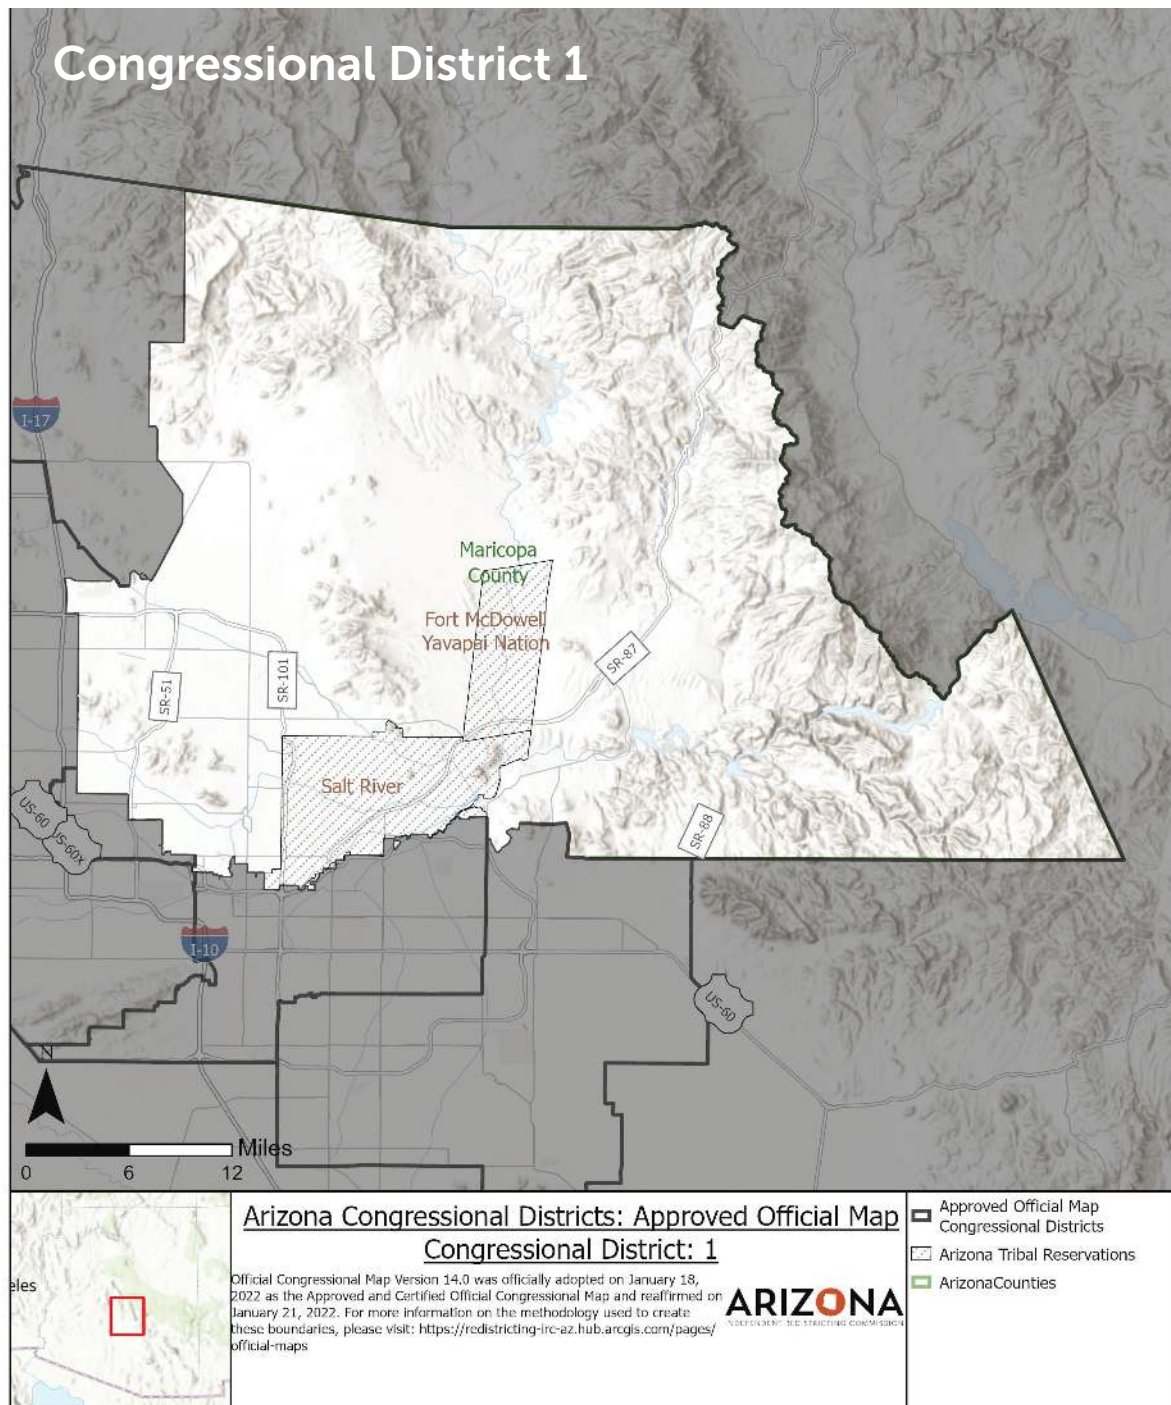 Congressional District 1
I-17
Maricopa
County
Fort McDowell
Yavapai Nation
SR-87
SR-51
SR-101
Salt River
US-60
US-60X
SR-88
I-10
US-60
N
Miles
0 6 12
eles
Arizona Congressional Districts: Approved Official Map
Congressional District: 1
Official Congressional Map Version 14.0 was officially adopted on January 18,
2022 as the Approved and Certified Official Congressional Map and reaffirmed on
January 21, 2022. For more information on the methodology used to create
these boundaries, please visit: https://redistricting-irc-az.hub.arcgis.com/pages/
official-maps
ARIZONA
INDEPENDENT REDISTRICTING COMMISSION
Approved Official Map
Congressional Districts
Arizona Tribal Reservations
ArizonaCounties